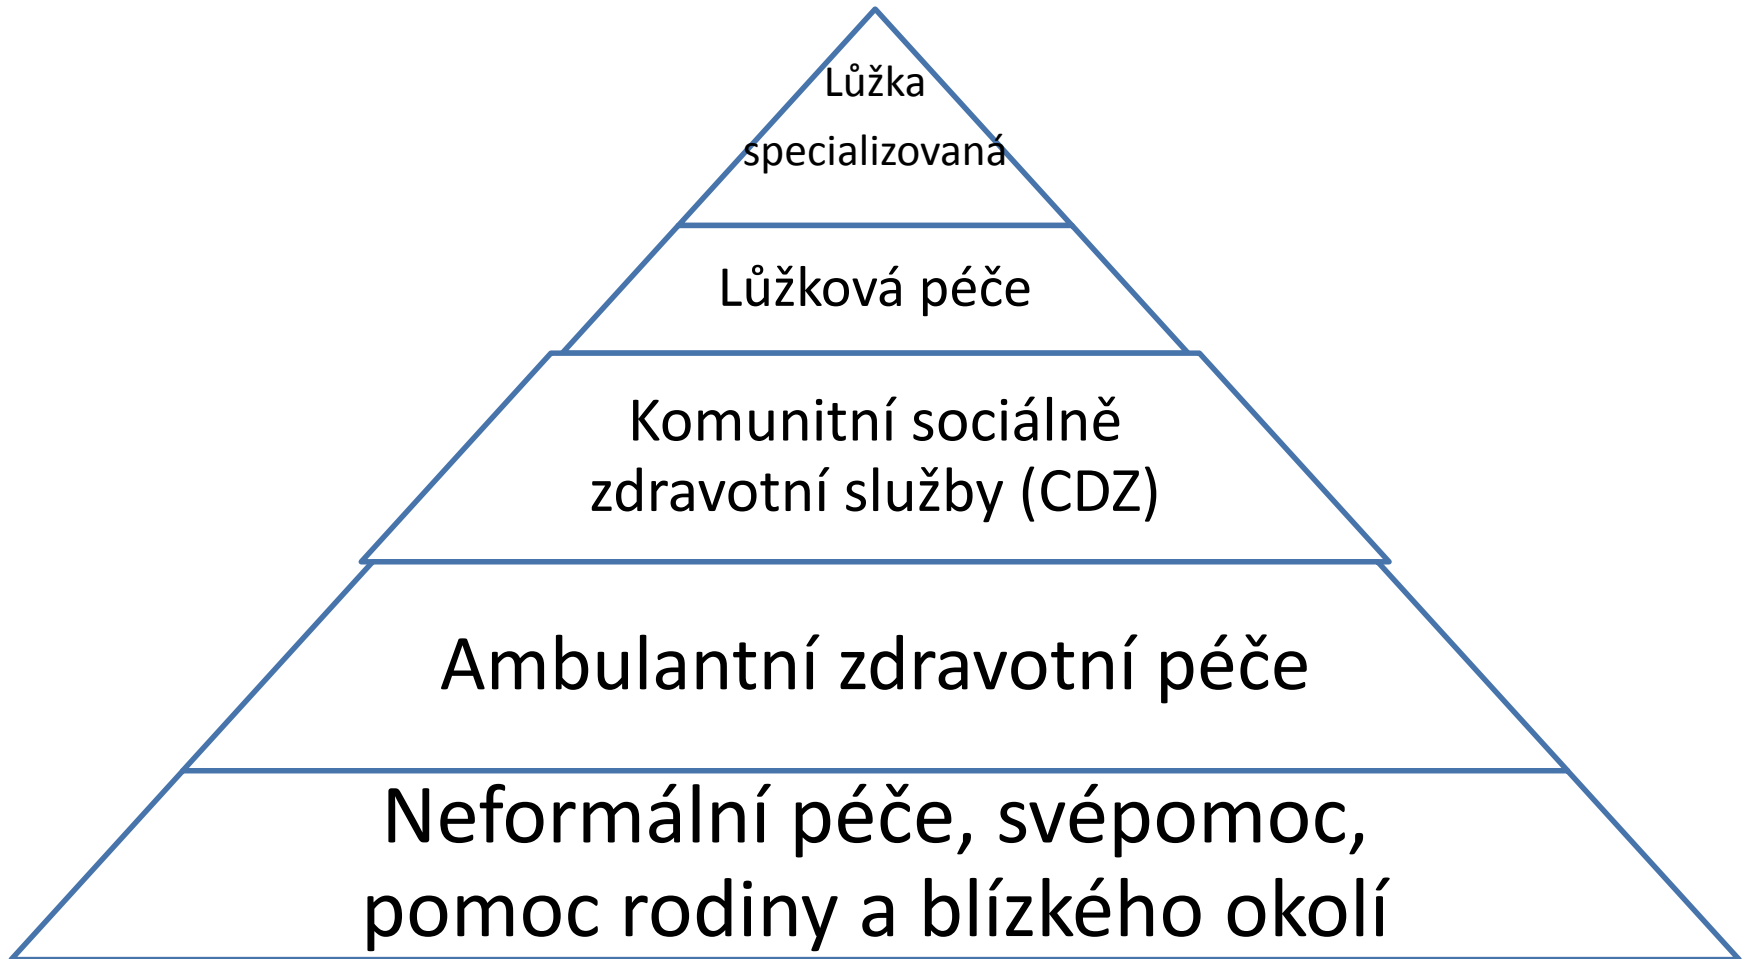 Lůžka
specializovaná
Lůžková péče
Komunitní sociálně
zdravotní služby (CDZ)
Ambulantní zdravotní péče
Neformální péče, svépomoc,
pomoc rodiny a blízkého okolí